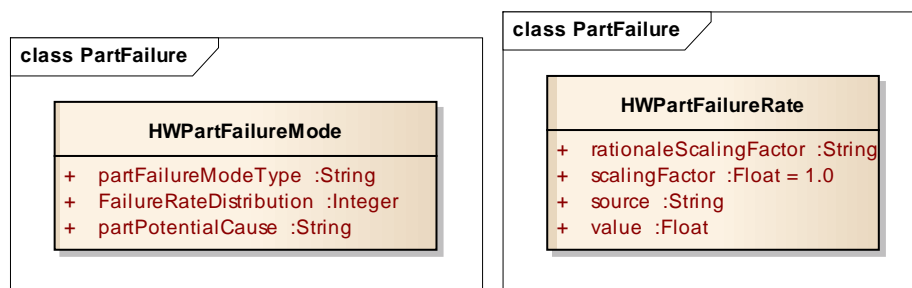 class PartFailure
HWPartFailureMode
+ partFailureModeType :String
+ FailureRateDistribution :Integer
+ partPotentialCause :String
class PartFailure
HWPartFailureRate
+ rationaleScalingFactor :String
+ scalingFactor :Float = 1.0
+ source :String
+ value :Float